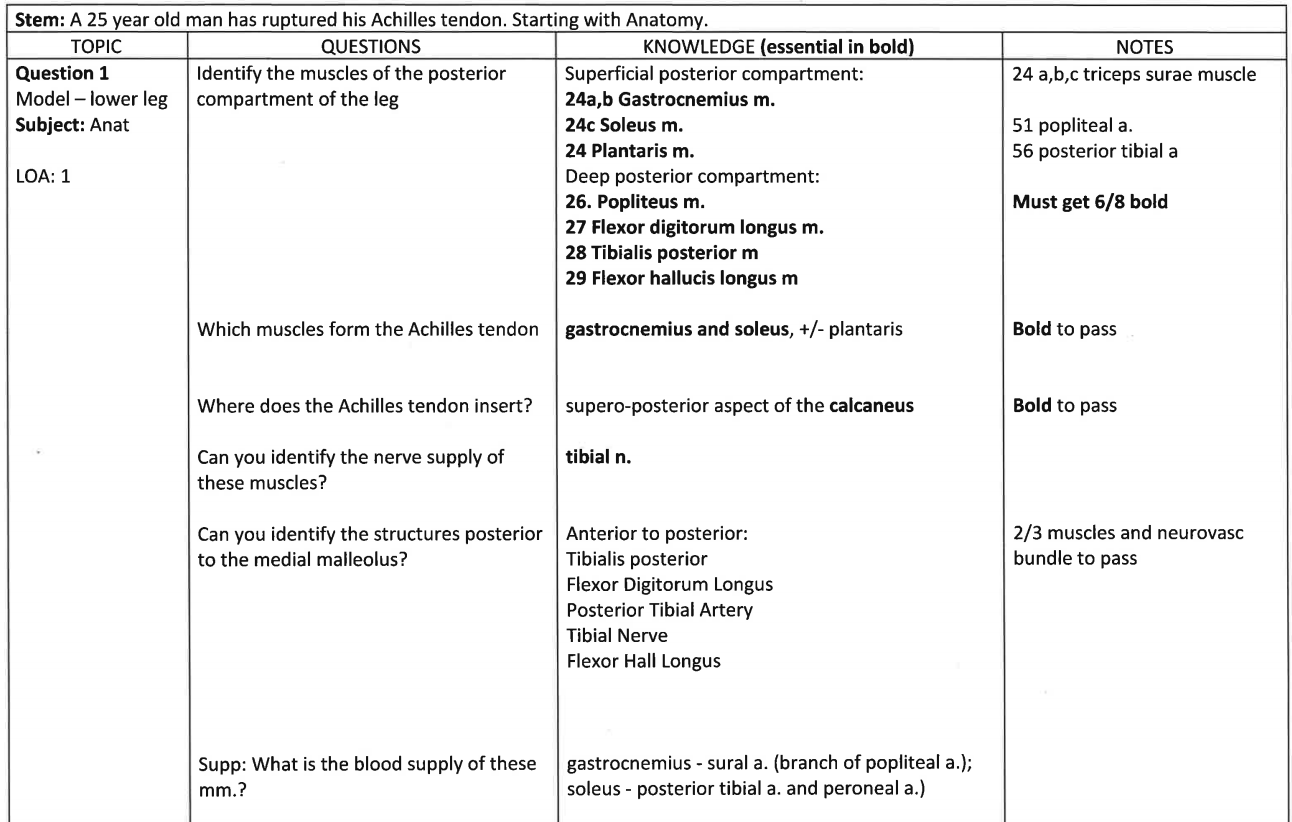 Stem: A 25 year old man has ruptured his Achilles tendon. Starting with Anatomy.
TOPIC
QUESTIONS
KNOWLEDGE (essential in bold)
NOTES
Question 1
Model – lower leg
Subject: Anat
LOA: 1
Identify the muscles of the posterior
compartment of the leg
Superficial posterior compartment:
24a,b Gastrocnemius m.
24c Soleus m.
24 Plantaris m.
Deep posterior compartment:
26. Popliteus m.
27 Flexor digitorum longus m.
28 Tibialis posterior m
29 Flexor hallucis longus m
24 a,b,c triceps surae muscle
51 popliteal a.
56 posterior tibial a
Must get 6/8 bold
Which muscles form the Achilles tendon
gastrocnemius and soleus, +/- plantaris
Bold to pass
Where does the Achilles tendon insert?
supero-posterior aspect of the calcaneus
Bold to pass
Can you identify the nerve supply of
these muscles?
tibial n.
Can you identify the structures posterior
to the medial malleolus?
Anterior to posterior:
Tibialis posterior
Flexor Digitorum Longus
Posterior Tibial Artery
Tibial Nerve
Flexor Hall Longus
2/3 muscles and neurovasc
bundle to pass
Supp: What is the blood supply of these
mm.?
gastrocnemius - sural a. (branch of popliteal a.);
soleus - posterior tibial a. and peroneal a.)